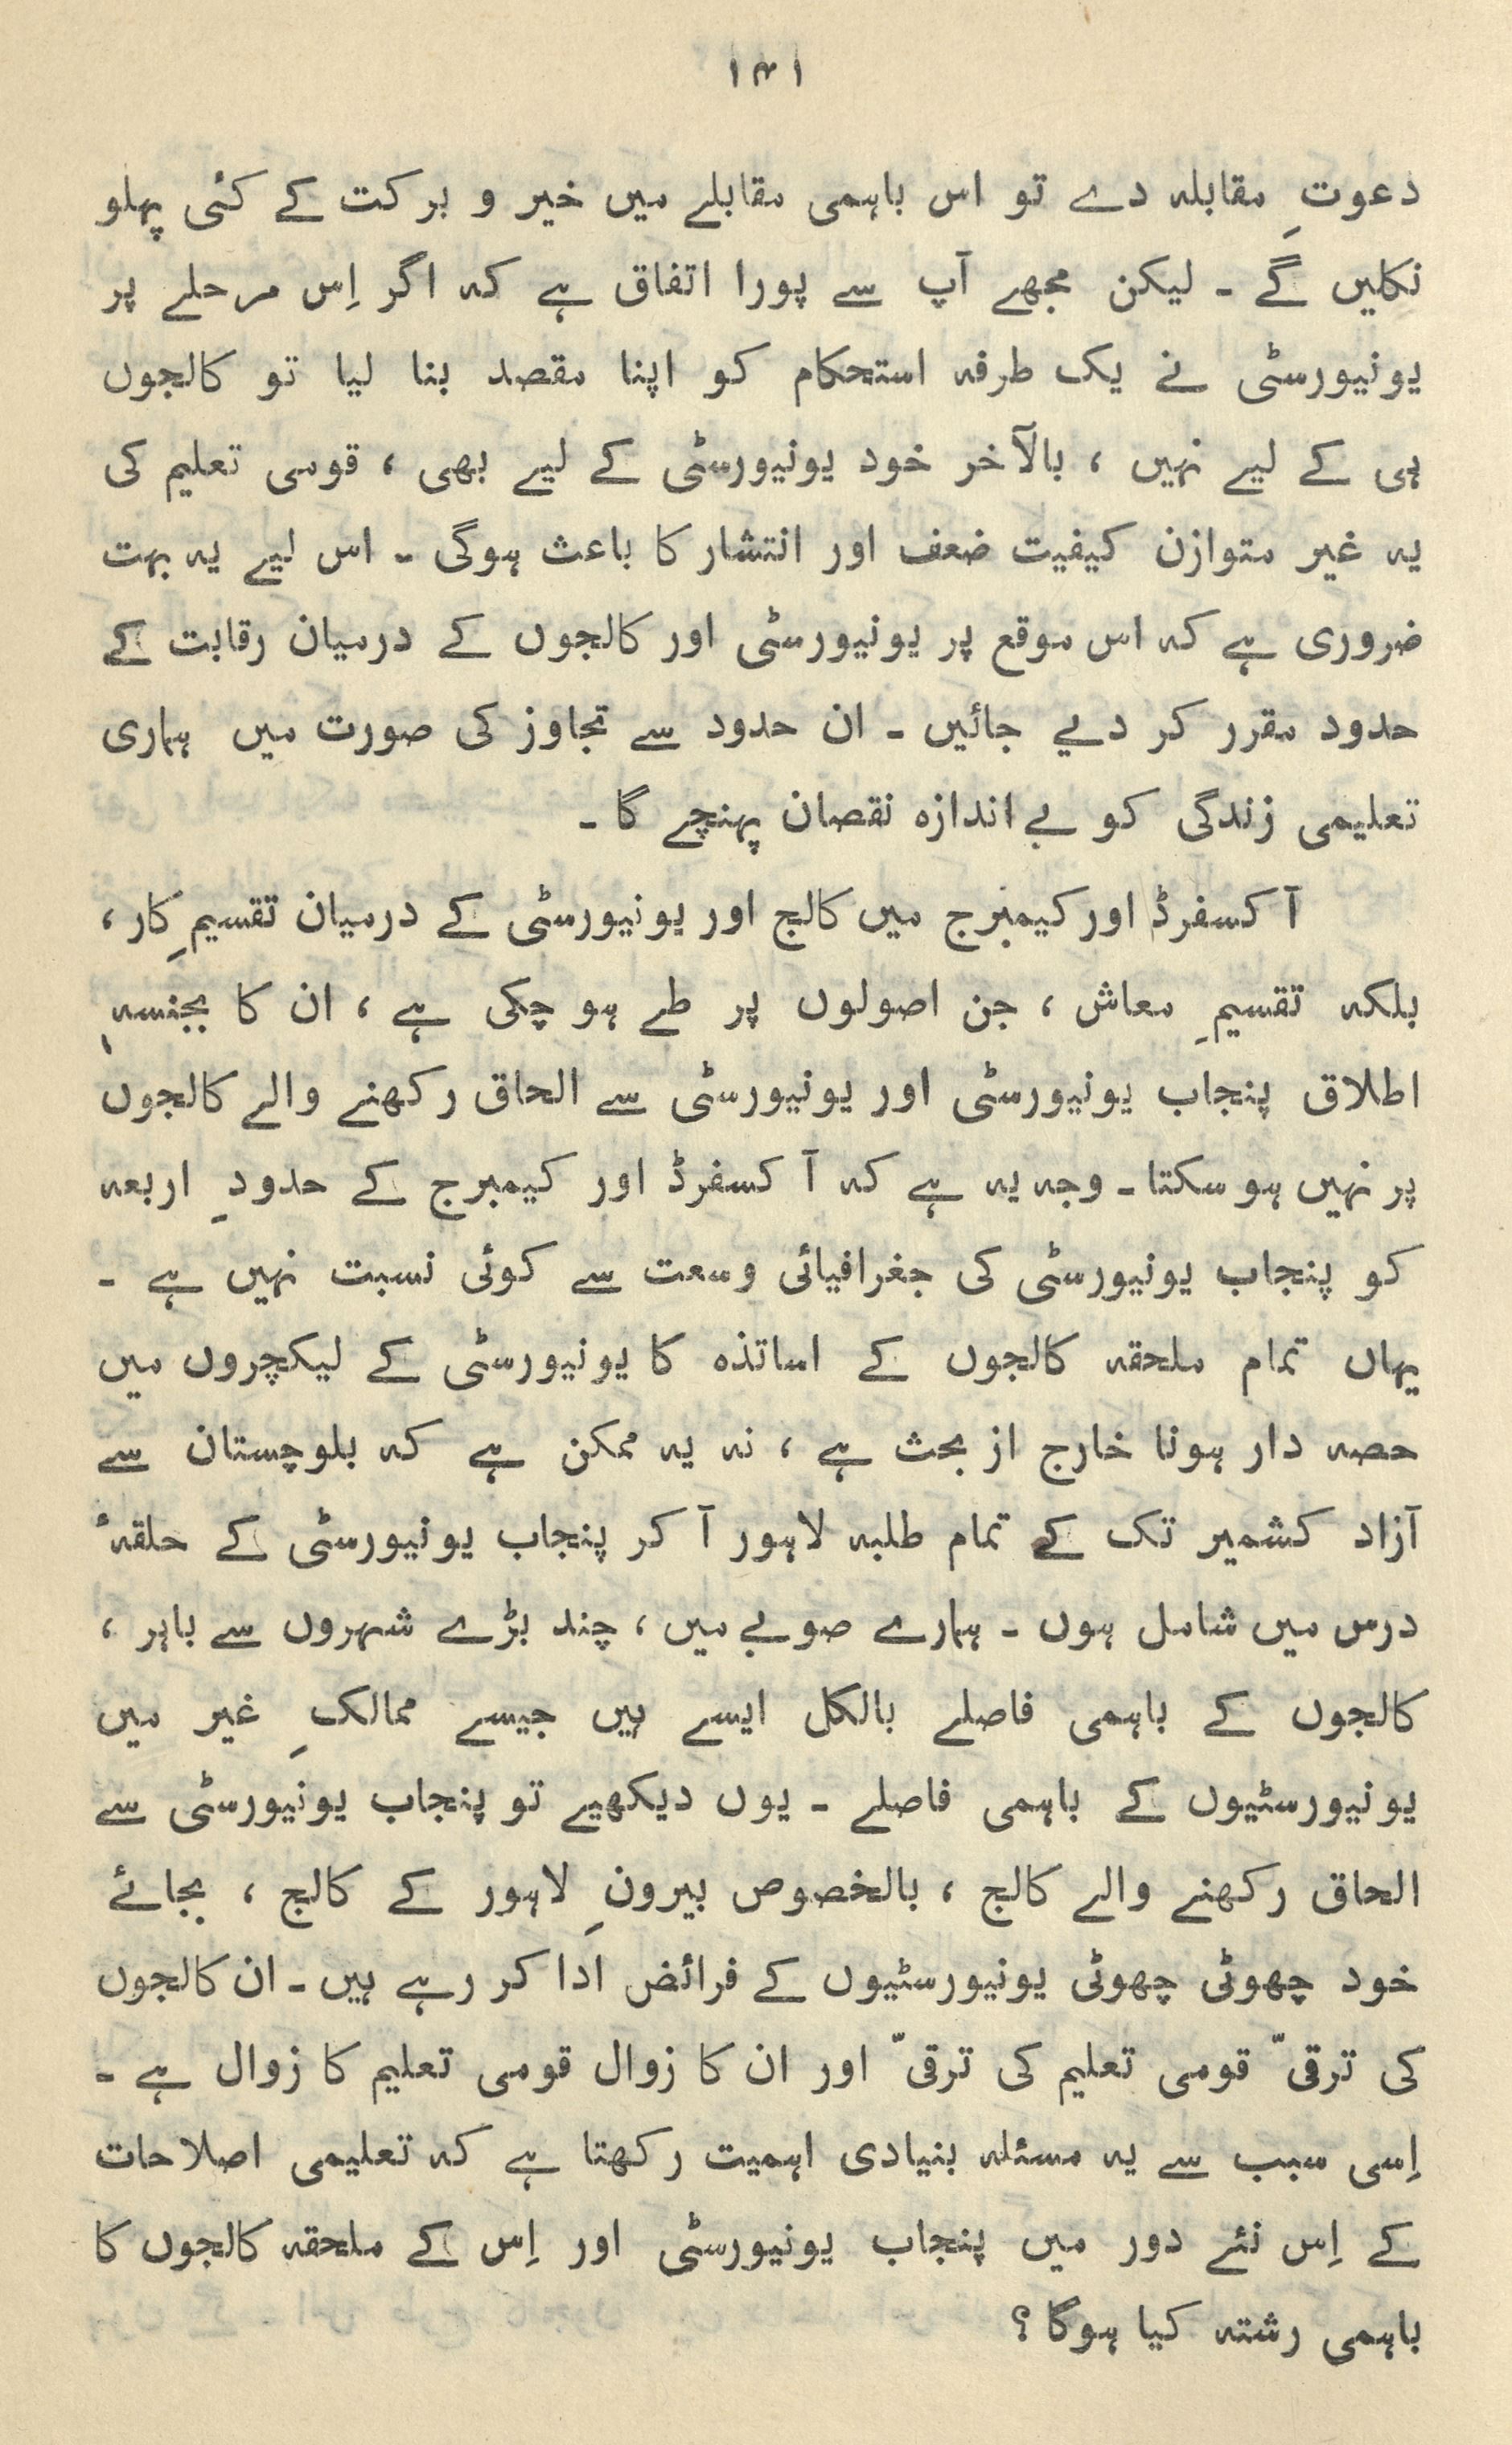 ۱۴۱
دعوتِ مقابلہ دے تو اس باہمی مقابلے میں خیر و برکت کے کئی پہلو
نکلیں گے ۔ لیکن مجھے آپ سے پورا اتفاق ہے کہ اگر اِس مرحلے پر
یونیورسٹی نے یک طرفہ استحکام کو اپنا مقصد بنا لیا تو کالجوں
ہی کے لیے نہیں ، بالآخر خود یونیورسٹی کے لیے بھی ، قومی تعلیم کی
یہ غیر متوازن کیفیت ضعف اور انتشار کا باعث ہوگی ۔ اس لیے یہ بہت
ضروری ہے کہ اس موقع پر یونیورسٹی اور کالجوں کے درمیان رقابت کے
حدود مقرر کر دیے جائیں ۔ ان حدود سے تجاوز کی صورت میں ہماری
تعلیمی زندگی کو بے اندازہ نقصان پہنچے گا ۔
آکسفرڈ اور کیمبرج میں کالج اور یونیورسٹی کے درمیان تقسیمِ کار ،
بلکہ تقسیمِ معاش ، جن اصولوں پر طے ہو چکی ہے ، ان کا بجنسہٖ
اطلاق پنجاب یونیورسٹی اور یونیورسٹی سے الحاق رکھنے والے کالجوں
پر نہیں ہو سکتا ۔ وجہ یہ ہے کہ آکسفرڈ اور کیمبرج کے حدودِ اربعہ
کو پنجاب یونیورسٹی کی جغرافیائی وسعت سے کوئی نسبت نہیں ہے ۔
یہاں تمام ملحقہ کالجوں کے اساتذہ کا یونیورسٹی کے لیکچروں میں
حصہ دار ہونا خارج از بحث ہے ، نہ یہ ممکن ہے کہ بلوچستان سے
آزاد کشمیر تک کے تمام طلبہ لاہور آ کر پنجاب یونیورسٹی کے حلقۂ
درس میں شامل ہوں ۔ ہمارے صوبے میں ، چند بڑے شہروں سے باہر ،
کالجوں کے باہمی فاصلے بالکل ایسے ہیں جیسے ممالکِ غیر میں
یونیورسٹیوں کے باہمی فاصلے ۔ یوں دیکھیے تو پنجاب یونیورسٹی سے
الحاق رکھنے والے کالج ، بالخصوص بیرونِ لاہور کے کالج ، بجائے
خود چھوٹی چھوٹی یونیورسٹیوں کے فرائض ادا کر رہے ہیں ۔ ان کالجوں
کی ترقیّ قومی تعلیم کی ترقیّ اور ان کا زوال قومی تعلیم کا زوال ہے ۔
اِسی سبب سے یہ مسئلہ بنیادی اہمیت رکھتا ہے کہ تعلیمی اصلاحات
کے اِس نئے دور میں پنجاب یونیورسٹی اور اِس کے ملحقہ کالجوں کا
باہمی رشتہ کیا ہوگا ؟